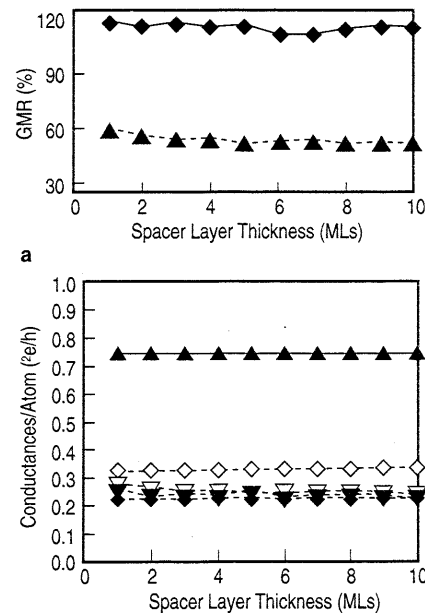 120
90
60
30
GMR (%)
0 2 4 6 8 10
Spacer Layer Thickness (MLs)
a
1.0
0.9
0.8
0.7
0.6
0.5
0.4
0.3
0.2
0.1
0.0
Conductances/Atom (²e/h)
0 2 4 6 8 10
Spacer Layer Thickness (MLs)